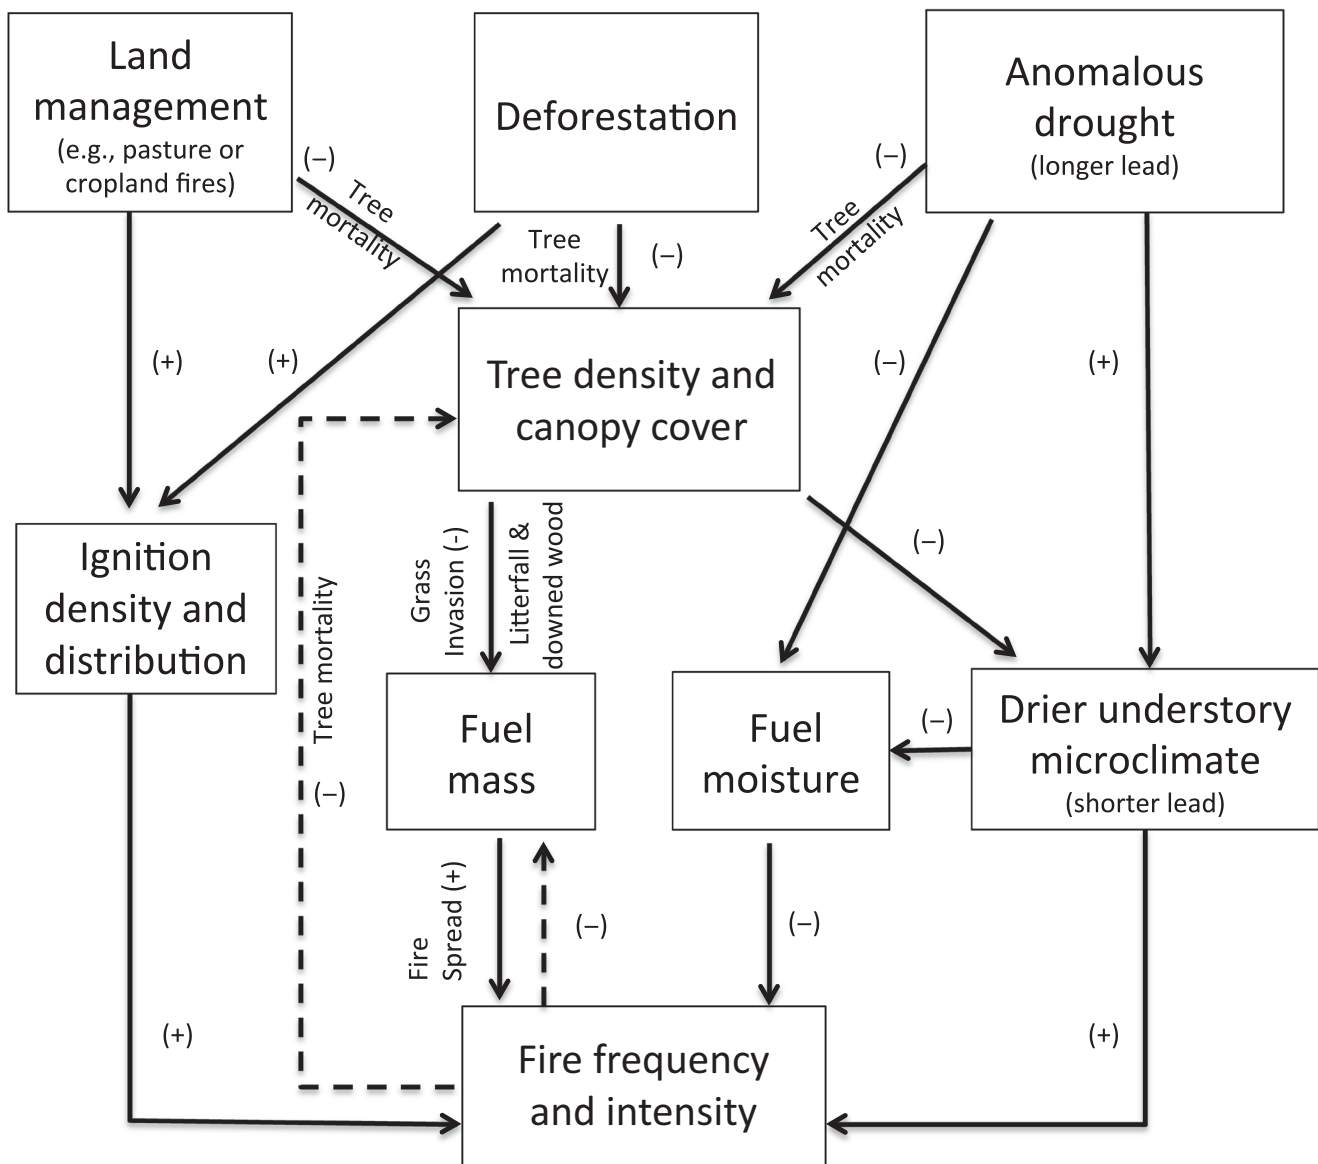 Land
management
(e.g., pasture or
cropland fires)
Deforestation
Anomalous
drought
(longer lead)
(–)
Tree
mortality
Tree
mortality
(–)
(–)
Tree
mortality
(+)
(+)
(–)
(+)
Tree density and
canopy cover
Ignition
density and
distribution
Tree mortality
(–)
Grass
Invasion (-)
Litterfall &
downed wood
(–)
Fuel
mass
Fuel
moisture
(–)
Drier understory
microclimate
(shorter lead)
Fire
Spread (+)
(–)
(–)
(+)
(+)
Fire frequency
and intensity